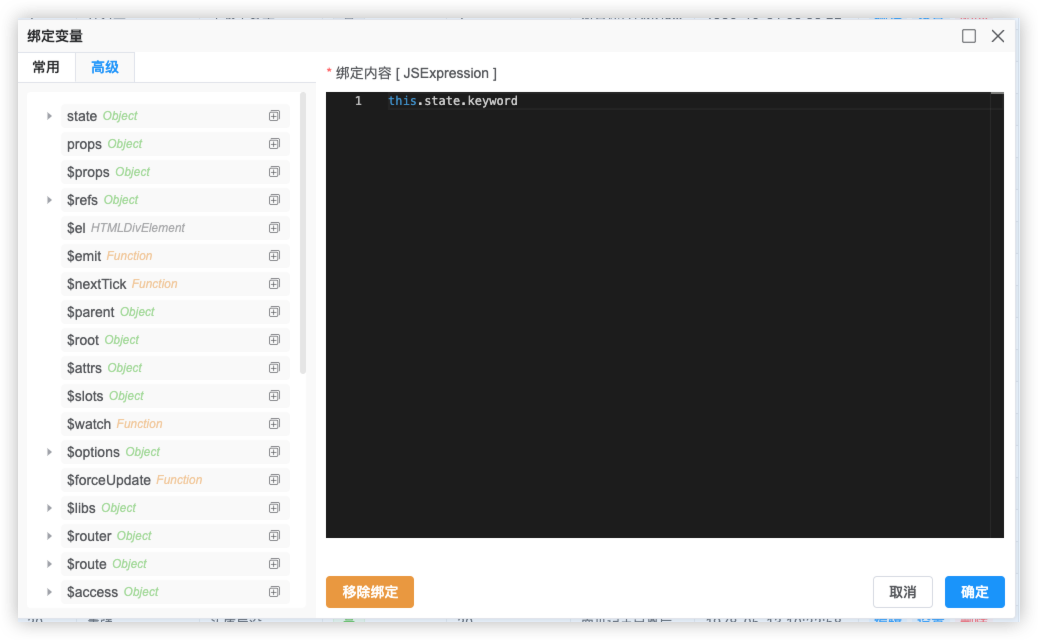 绑定变量
常用 高级
* 绑定内容 [ JSExpression ]
1 this.state.keyword
state Object
props Object
$props Object
$refs Object
$el HTMLDivElement
$emit Function
$nextTick Function
$parent Object
$root Object
$attrs Object
$slots Object
$watch Function
$options Object
$forceUpdate Function
$libs Object
$router Object
$route Object
$access Object
移除绑定 取消 确定